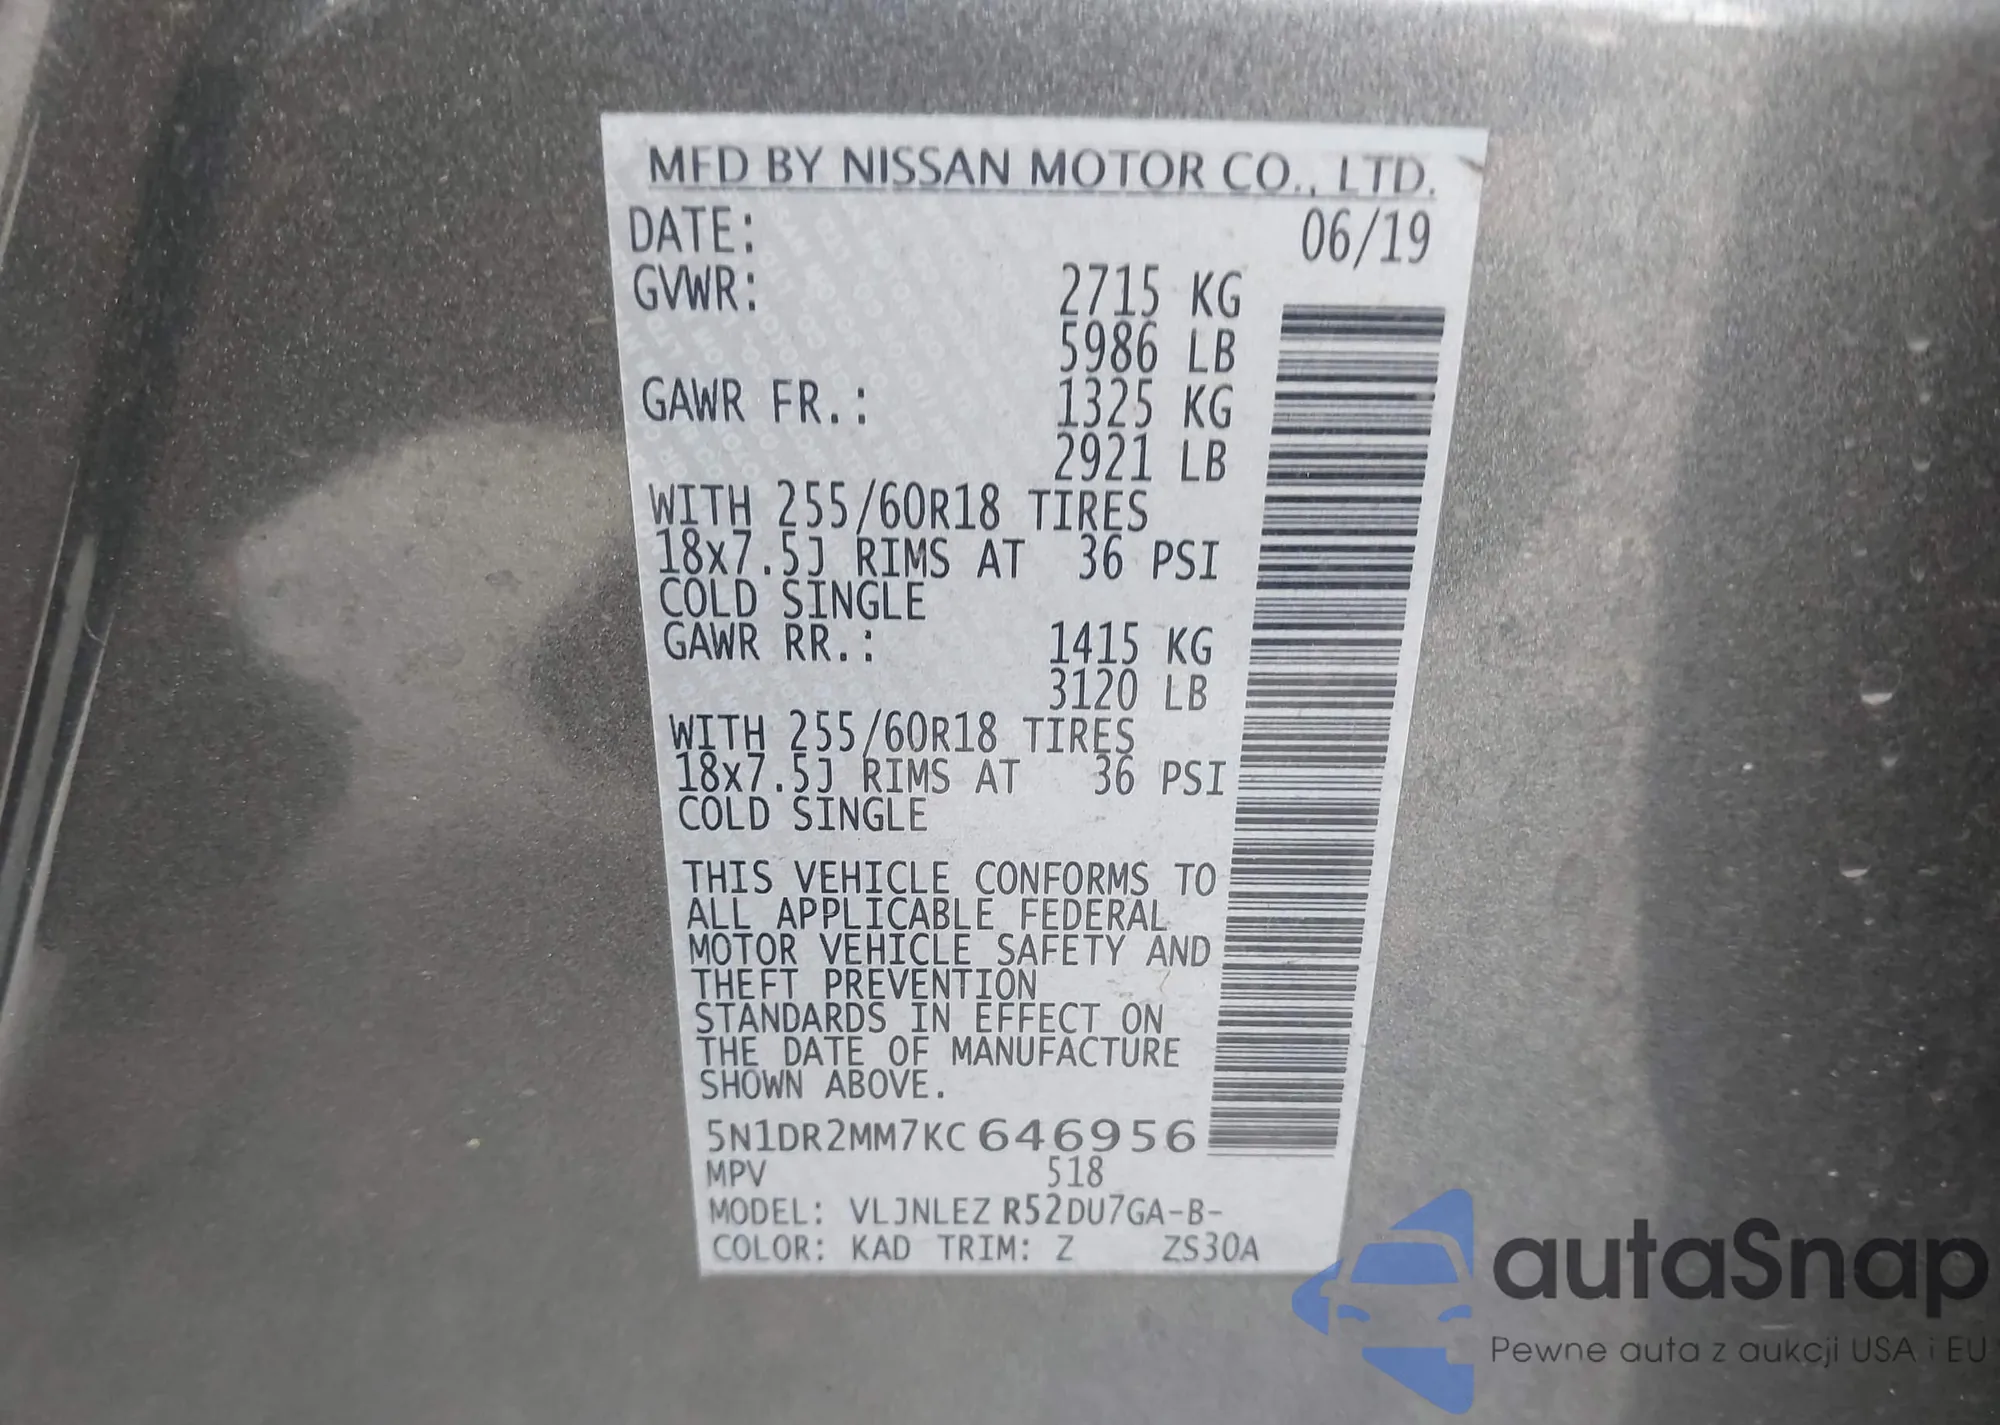 MFD BY NISSAN MOTOR CO., LTD.
DATE: 06/19
GVWR: 2715 KG
5986 LB
GAWR FR.: 1325 KG
2921 LB
WITH 255/60R18 TIRES
18x7.5J RIMS AT 36 PSI
COLD SINGLE
GAWR RR.: 1415 KG
3120 LB
WITH 255/60R18 TIRES
18x7.5J RIMS AT 36 PSI
COLD SINGLE
THIS VEHICLE CONFORMS TO
ALL APPLICABLE FEDERAL
MOTOR VEHICLE SAFETY AND
THEFT PREVENTION
STANDARDS IN EFFECT ON
THE DATE OF MANUFACTURE
SHOWN ABOVE.
5N1DR2MM7KC646956
MPV 518
MODEL: VLJNLEZ R52DU7GA-B-
COLOR: KAD TRIM: Z ZS30A
autaSnap
Pewne auta z aukcji USA i EU